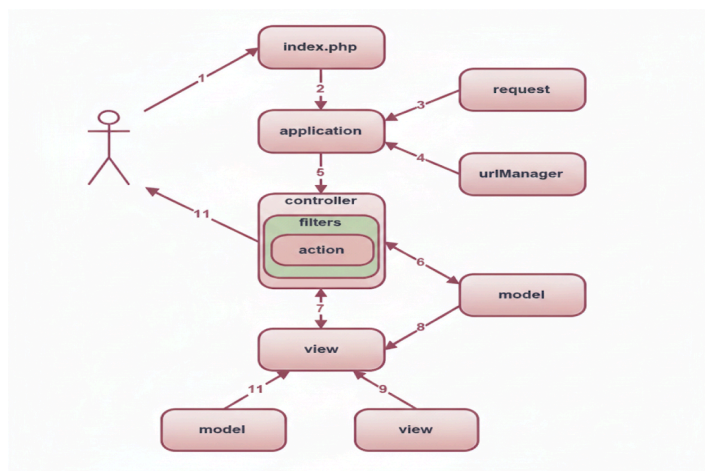 index.php
1
2
request
3
application
4
5
urlManager
controller
11
filters
action
6
model
7
8
view
11
9
model
view